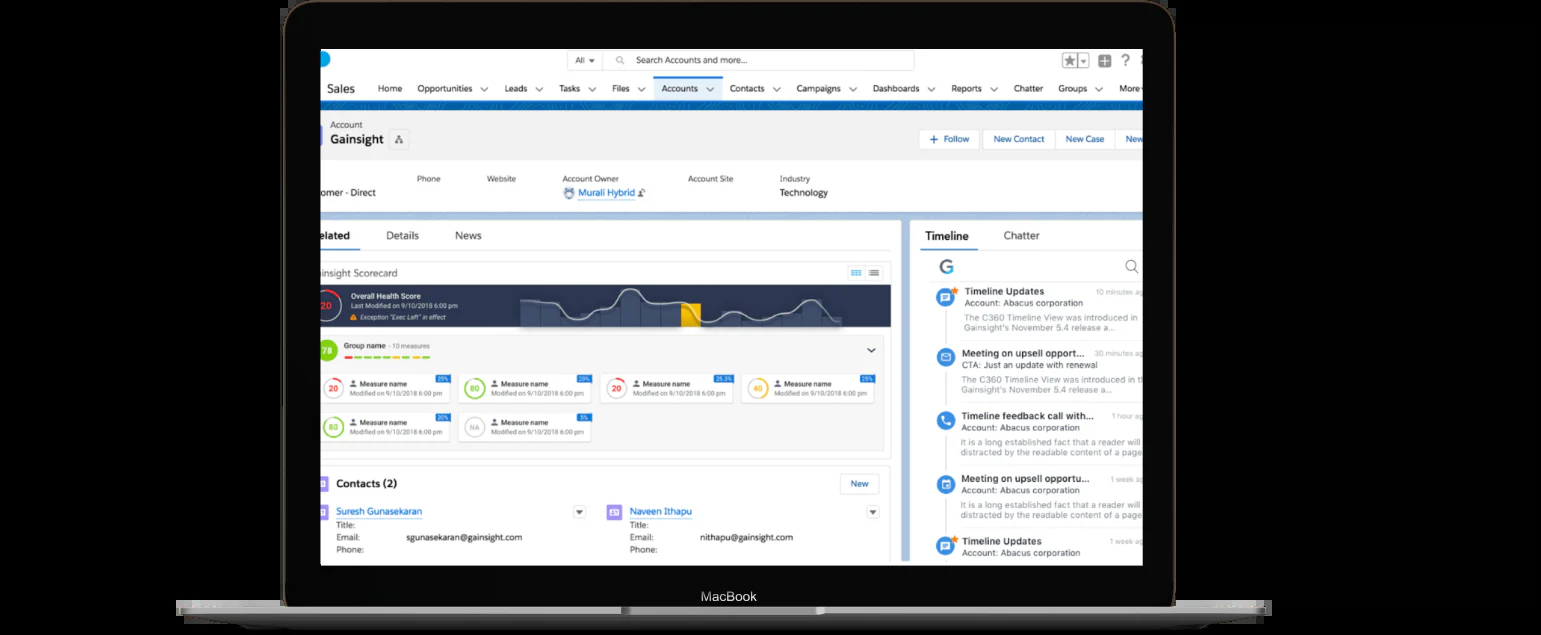 All
Search Accounts and more...
Sales
Home Opportunities Leads Tasks Files Accounts Contacts Campaigns Dashboards Reports Chatter Groups More
Account
Gainsight
+ Follow New Contact New Case New
Phone Website Account Owner Account Site Industry
omer - Direct Murali Hybrid Technology
elated Details News
insight Scorecard
20
Overall Health Score
Last Modified on 9/10/2018 6:00 pm
Exception "Exec Left" in effect
78 Group name - 10 measures
20 Measure name 25%
Modified on 9/10/2018 6:00 pm
80 Measure name 20%
Modified on 9/10/2018 6:00 pm
20 Measure name 25.3%
Modified on 9/10/2018 6:00 pm
40 Measure name 25%
Modified on 9/10/2018 6:00 pm
80 Measure name 20%
Modified on 9/10/2018 6:00 pm
NA Measure name 5%
Modified on 9/10/2018 6:00 pm
Contacts (2) New
Suresh Gunasekaran
Title:
Email: sgunasekaran@gainsight.com
Phone:
Naveen Ithapu
Title:
Email: nithapu@gainsight.com
Phone:
Timeline Chatter
G
Timeline Updates 10 minutes ag
Account: Abacus corporation
The C360 Timeline View was introduced in
Gainsight's November 5.4 release a...
Meeting on upsell opport... 30 minutes ag
CTA: Just an update with renewal
The C360 Timeline View was introduced in th
Gainsight's November 5.4 release a...
Timeline feedback call with... 1 hour ag
Account: Abacus corporation
It is a long established fact that a reader will
distracted by the readable content of a page
Meeting on upsell opportu... 1 week ag
Account: Abacus corporation
It is a long established fact that a reader will
distracted by the readable content of a page
Timeline Updates 1 week ag
Account: Abacus corporation
MacBook